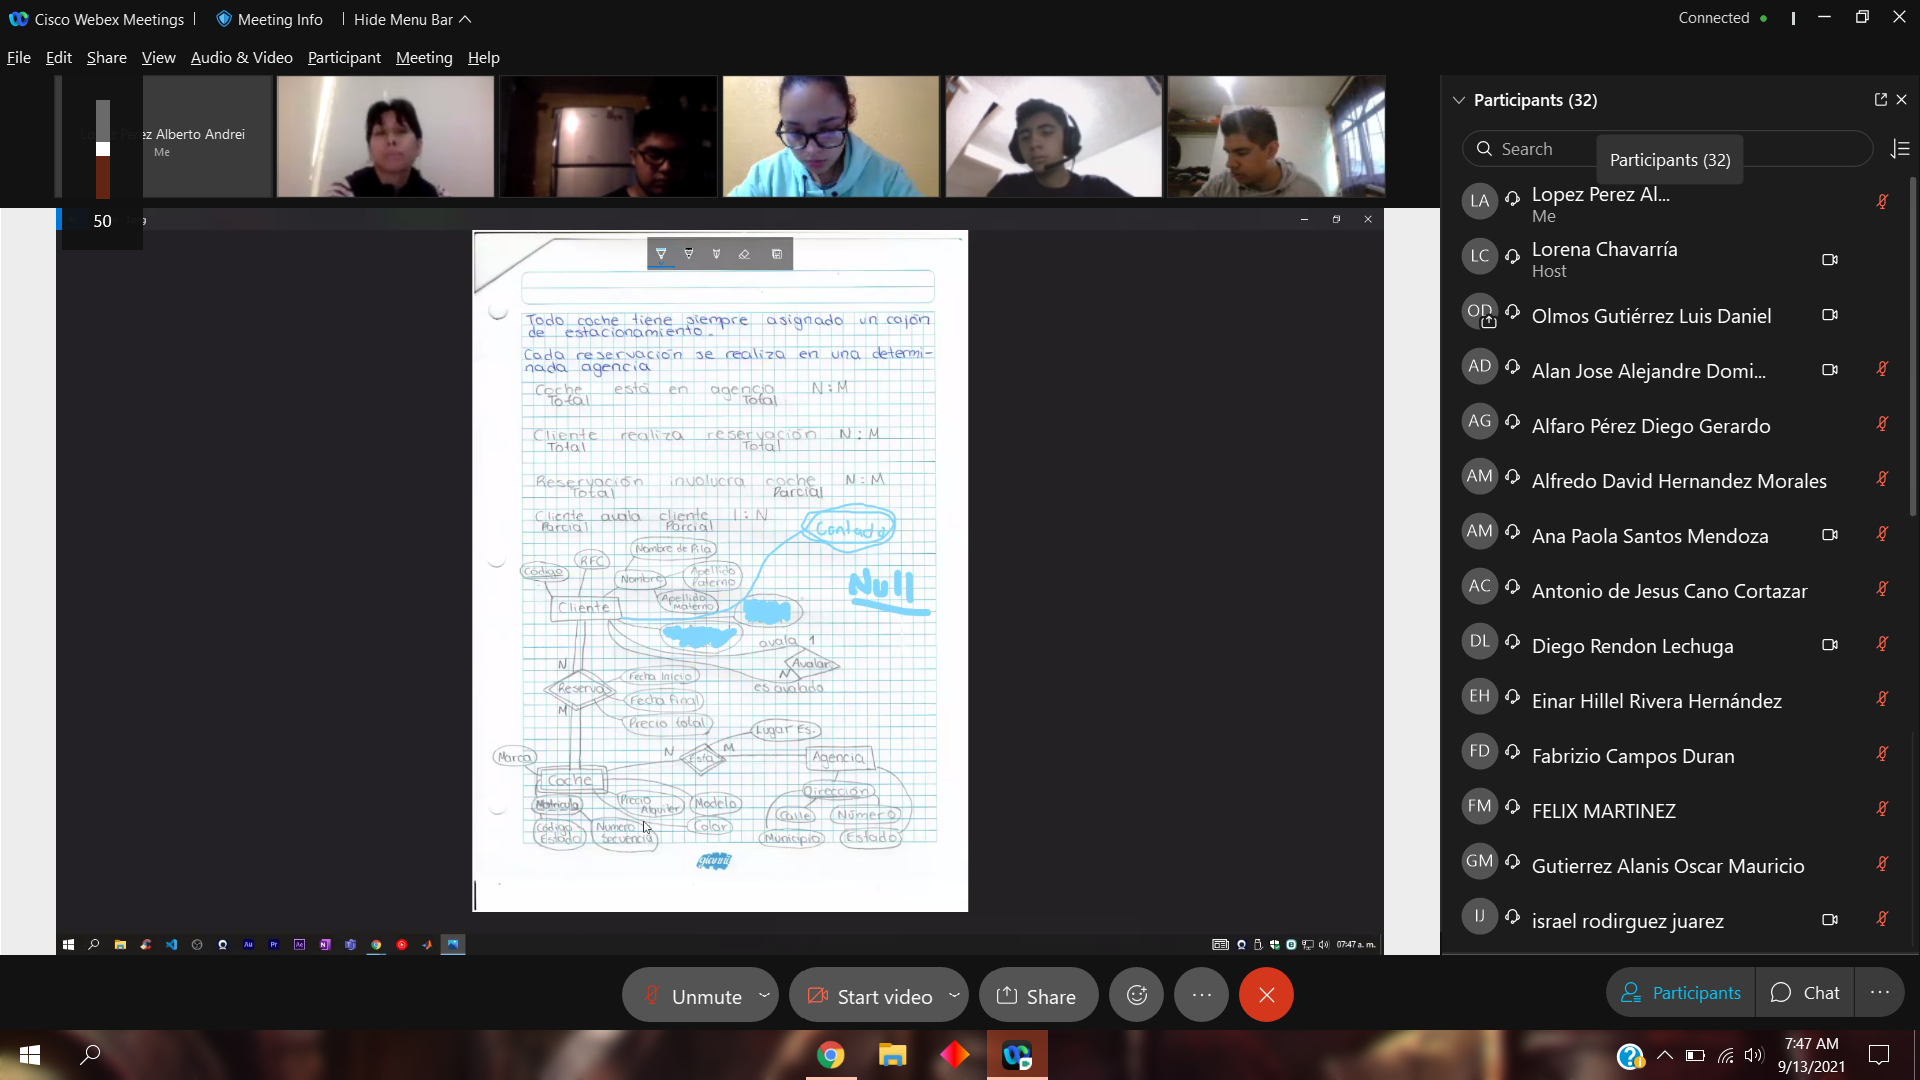 Cisco Webex Meetings
Meeting Info
Hide Menu Bar
Connected
File Edit Share View Audio & Video Participant Meeting Help
Perez Alberto Andrei
Me
50
Participants (32)
Search
Participants (32)
LA Lopez Perez Al...
Me
LC Lorena Chavarría
Host
OD Olmos Gutiérrez Luis Daniel
AD Alan Jose Alejandre Domi...
AG Alfaro Pérez Diego Gerardo
AM Alfredo David Hernandez Morales
AM Ana Paola Santos Mendoza
AC Antonio de Jesus Cano Cortazar
DL Diego Rendon Lechuga
EH Einar Hillel Rivera Hernández
FD Fabrizio Campos Duran
FM FELIX MARTINEZ
GM Gutierrez Alanis Oscar Mauricio
IJ israel rodirguez juarez
Todo coche tiene siempre asignado un cajón
de estacionamiento.
Cada reservación se realiza en una determi-
nada agencia
Coche está en agencia N:M
Total Total
Cliente realiza reservación N:M
Total Total
Reservación involucra coche N:M
Total Parcial
Cliente avala cliente 1:N
Parcial Parcial
Contado
Nombre de Pila
RFC
Código
Nombre
Apellido
Paterno
Null
Cliente
Apellido
Materno
avala 1
Avalar
N
es avalado
N
Reserva
M
Fecha Inicio
Fecha Final
Precio total
Lugar Es.
Marca
N
Está
M
Agencia
Coche
Dirección
Matrícula
Precio
Alquiler
Modelo
Calle
Número
Código
Estado
Numero
Secuencia
Color
Municipio
Estado
07:47 a. m.
Unmute
Start video
Share
Participants
Chat
7:47 AM
9/13/2021